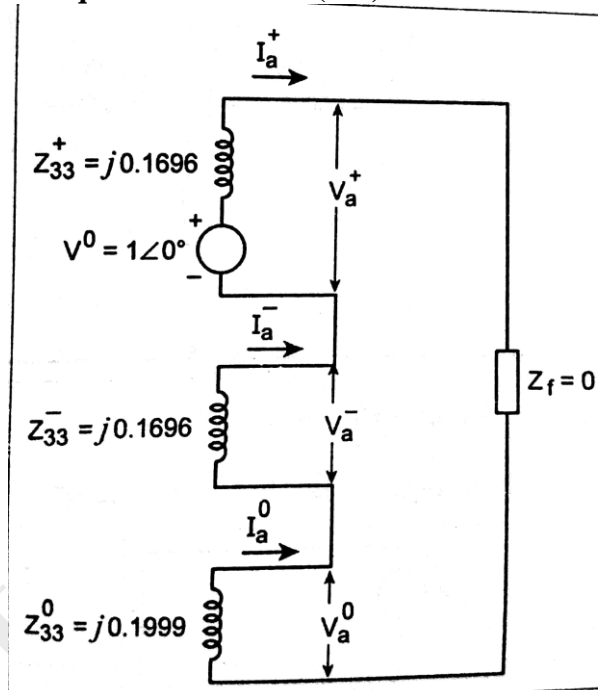 I_a^+
Z_33^+ = j0.1696
V_a^+
+
V^0 = 1∠0°
−
I_a^-
Z_f = 0
Z_33^- = j0.1696
V_a^-
I_a^0
Z_33^0 = j0.1999
V_a^0